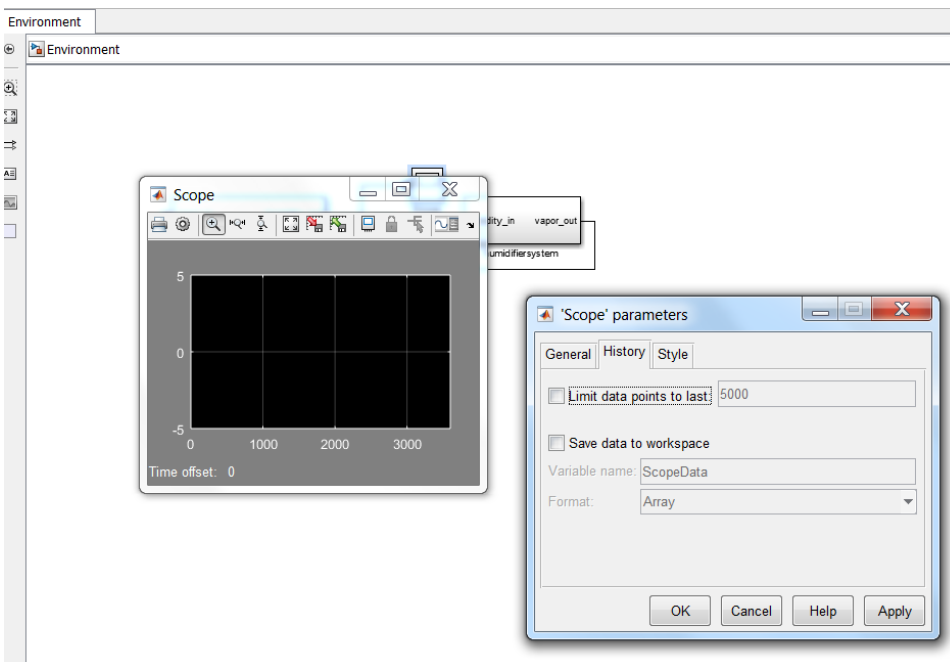 Environment
Environment
Scope
dity_in vapor_out
umidifiersystem
5
0
-5
0 1000 2000 3000
Time offset: 0
'Scope' parameters
General History Style
Limit data points to last: 5000
Save data to workspace
Variable name: ScopeData
Format: Array
OK Cancel Help Apply